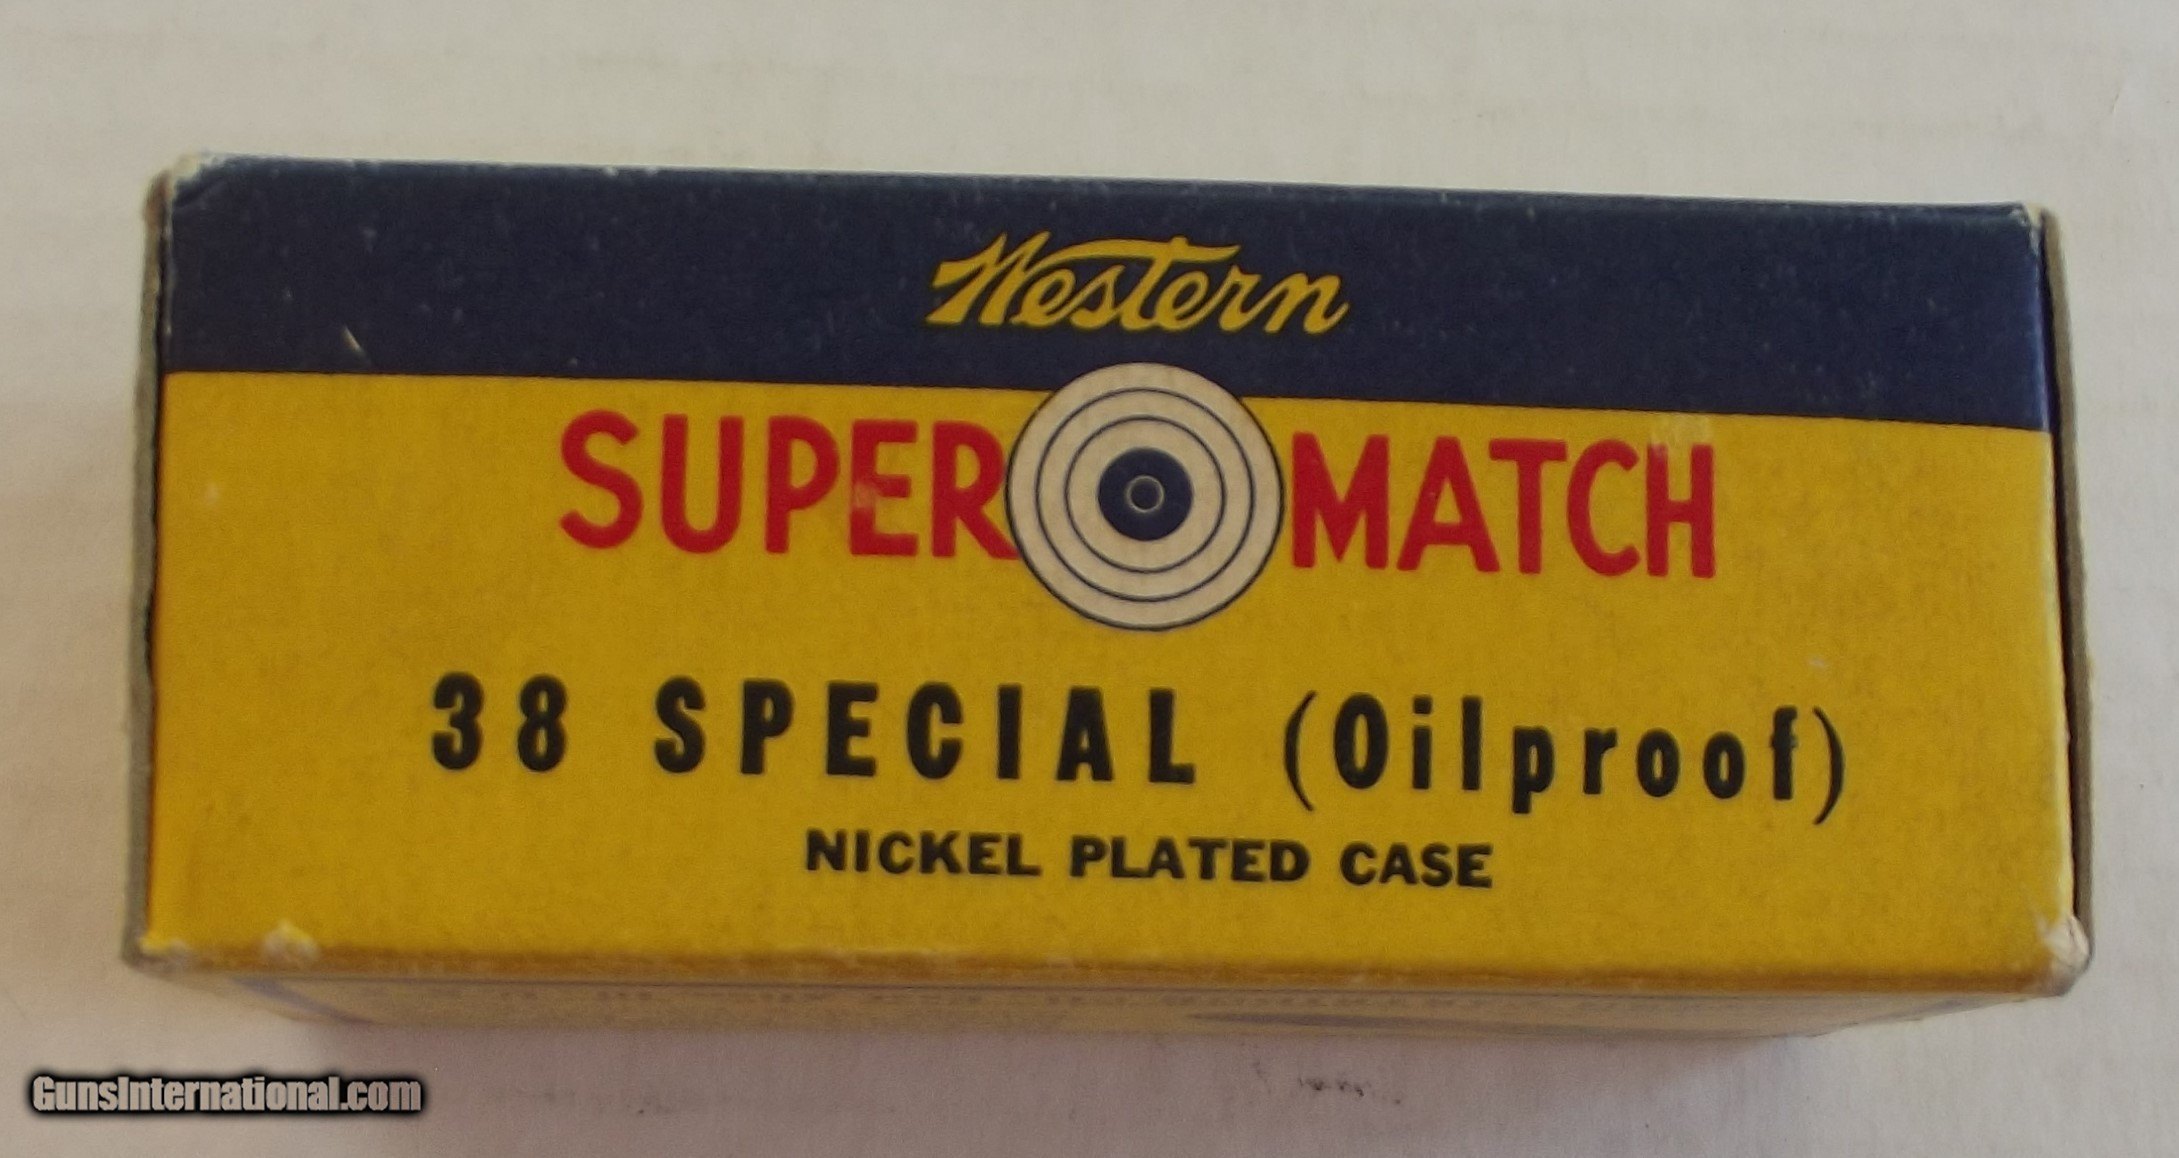 Western
SUPER MATCH
38 SPECIAL (Oilproof)
NICKEL PLATED CASE
GunsInternational.com